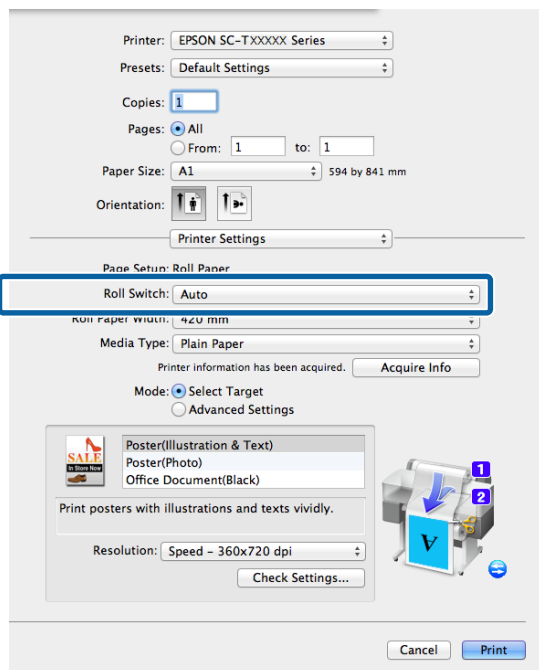 Printer: EPSON SC-TXXXXX Series
Presets: Default Settings
Copies: 1
Pages: All
From: 1 to: 1
Paper Size: A1 594 by 841 mm
Orientation:
Printer Settings
Page Setup: Roll Paper
Roll Switch: Auto
Roll Paper Width: 420 mm
Media Type: Plain Paper
Printer information has been acquired. Acquire Info
Mode: Select Target
Advanced Settings
SALE
In Store Now
Poster(Illustration & Text)
Poster(Photo)
Office Document(Black)
Print posters with illustrations and texts vividly.
Resolution: Speed – 360x720 dpi
Check Settings...
1
2
A
Cancel Print